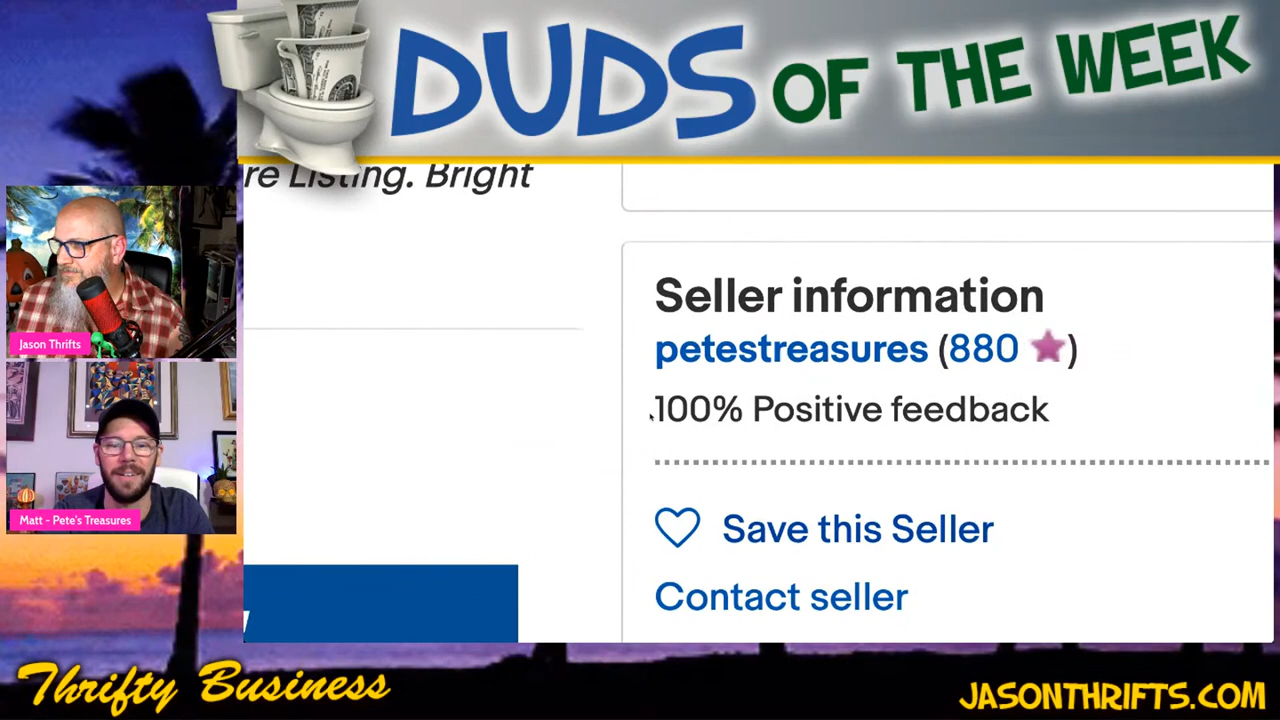 DUDS OF THE WEEK
re Listing. Bright
Seller information
petestreasures (880 )
100% Positive feedback
Save this Seller
Contact seller
Jason Thrifts
Matt - Pete's Treasures
Thrifty Business
JASONTHRIFTS.COM